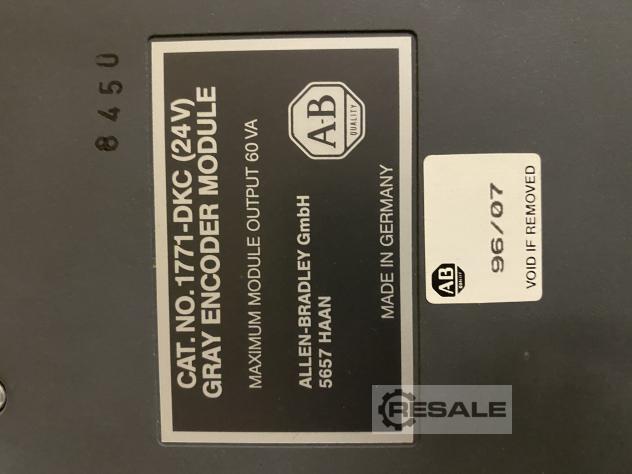 8450
CAT. NO. 1771-DKC (24V)
GRAY ENCODER MODULE
MAXIMUM MODULE OUTPUT 60 VA
ALLEN-BRADLEY GmbH
5657 HAAN
A-B
QUALITY
MADE IN GERMANY
AB
QUALITY
96/07
VOID IF REMOVED
RESALE